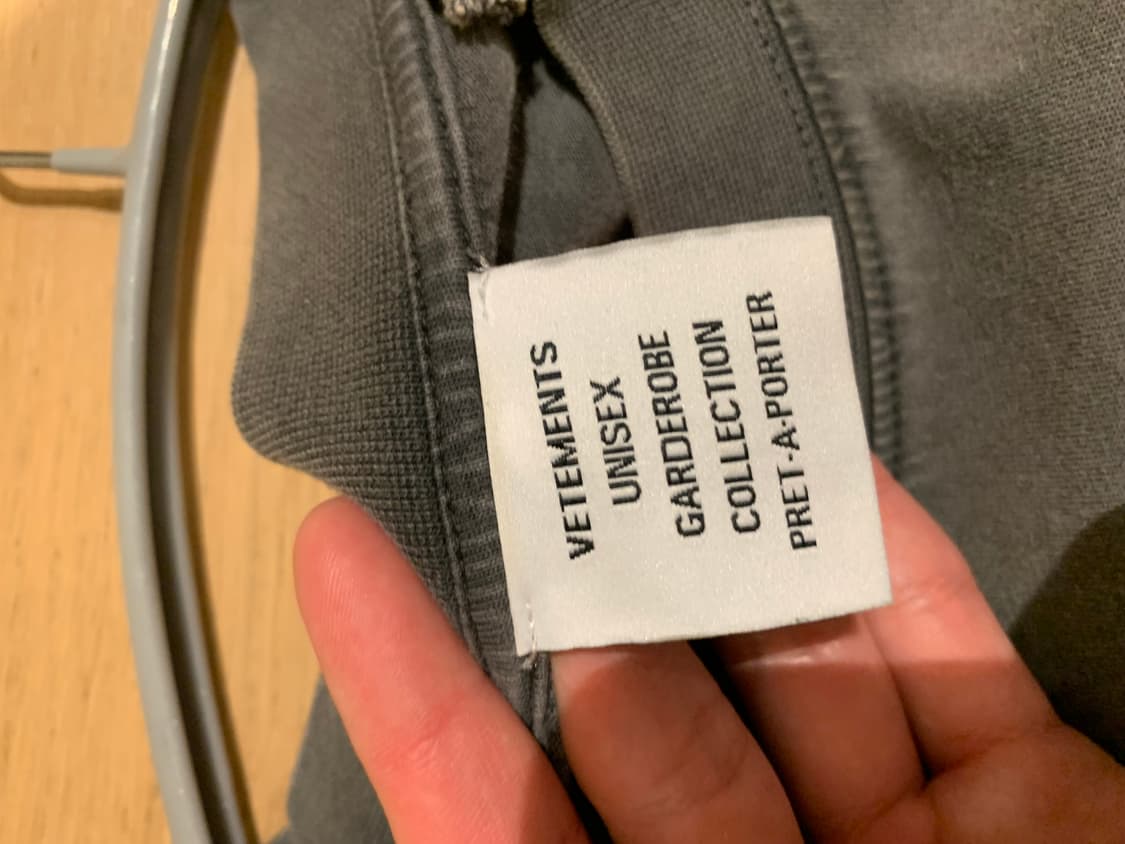 VETEMENTS
UNISEX
GARDEROBE
COLLECTION
PRET-A-PORTER